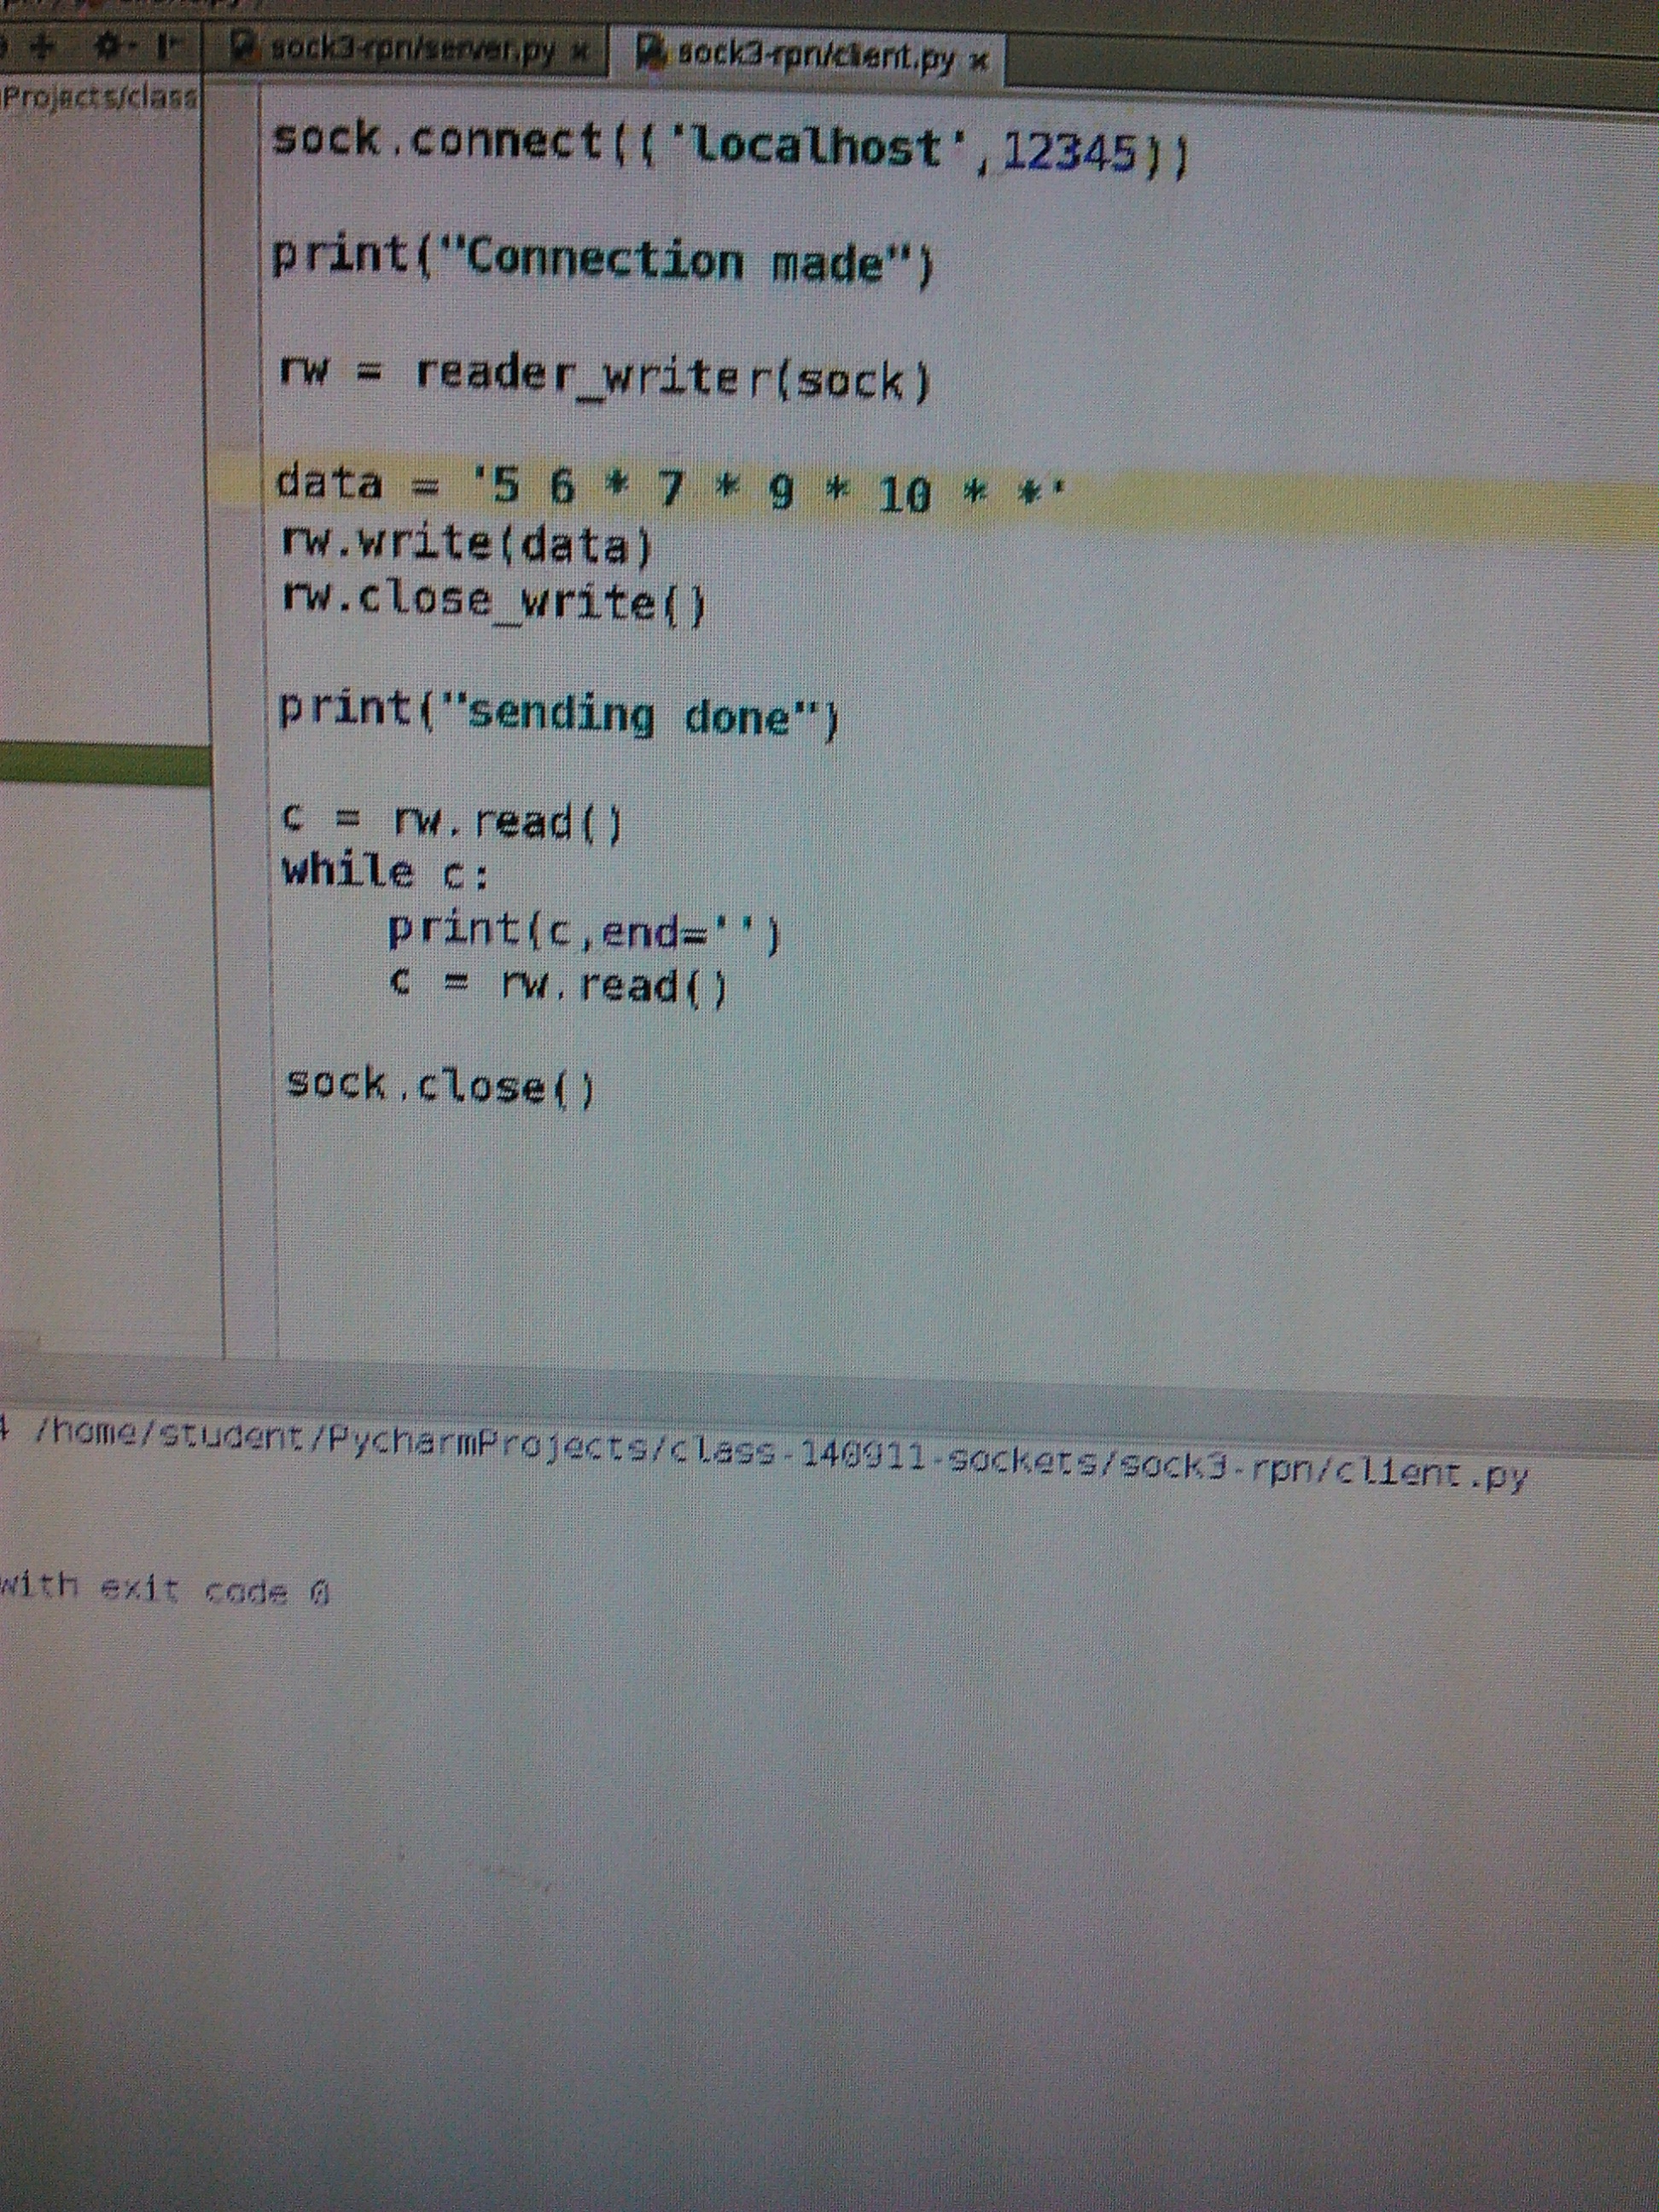 sock3-rpn/server.py × sock3-rpn/client.py ×
Projects/class
sock.connect(('localhost',12345))
print("Connection made")
rw = reader_writer(sock)
data = '5 6 * 7 * 9 * 10 * *'
rw.write(data)
rw.close_write()
print("sending done")
c = rw.read()
while c:
    print(c,end='')
    c = rw.read()
sock.close()
4 /home/student/PycharmProjects/class-140911-sockets/sock3-rpn/client.py
with exit code 0